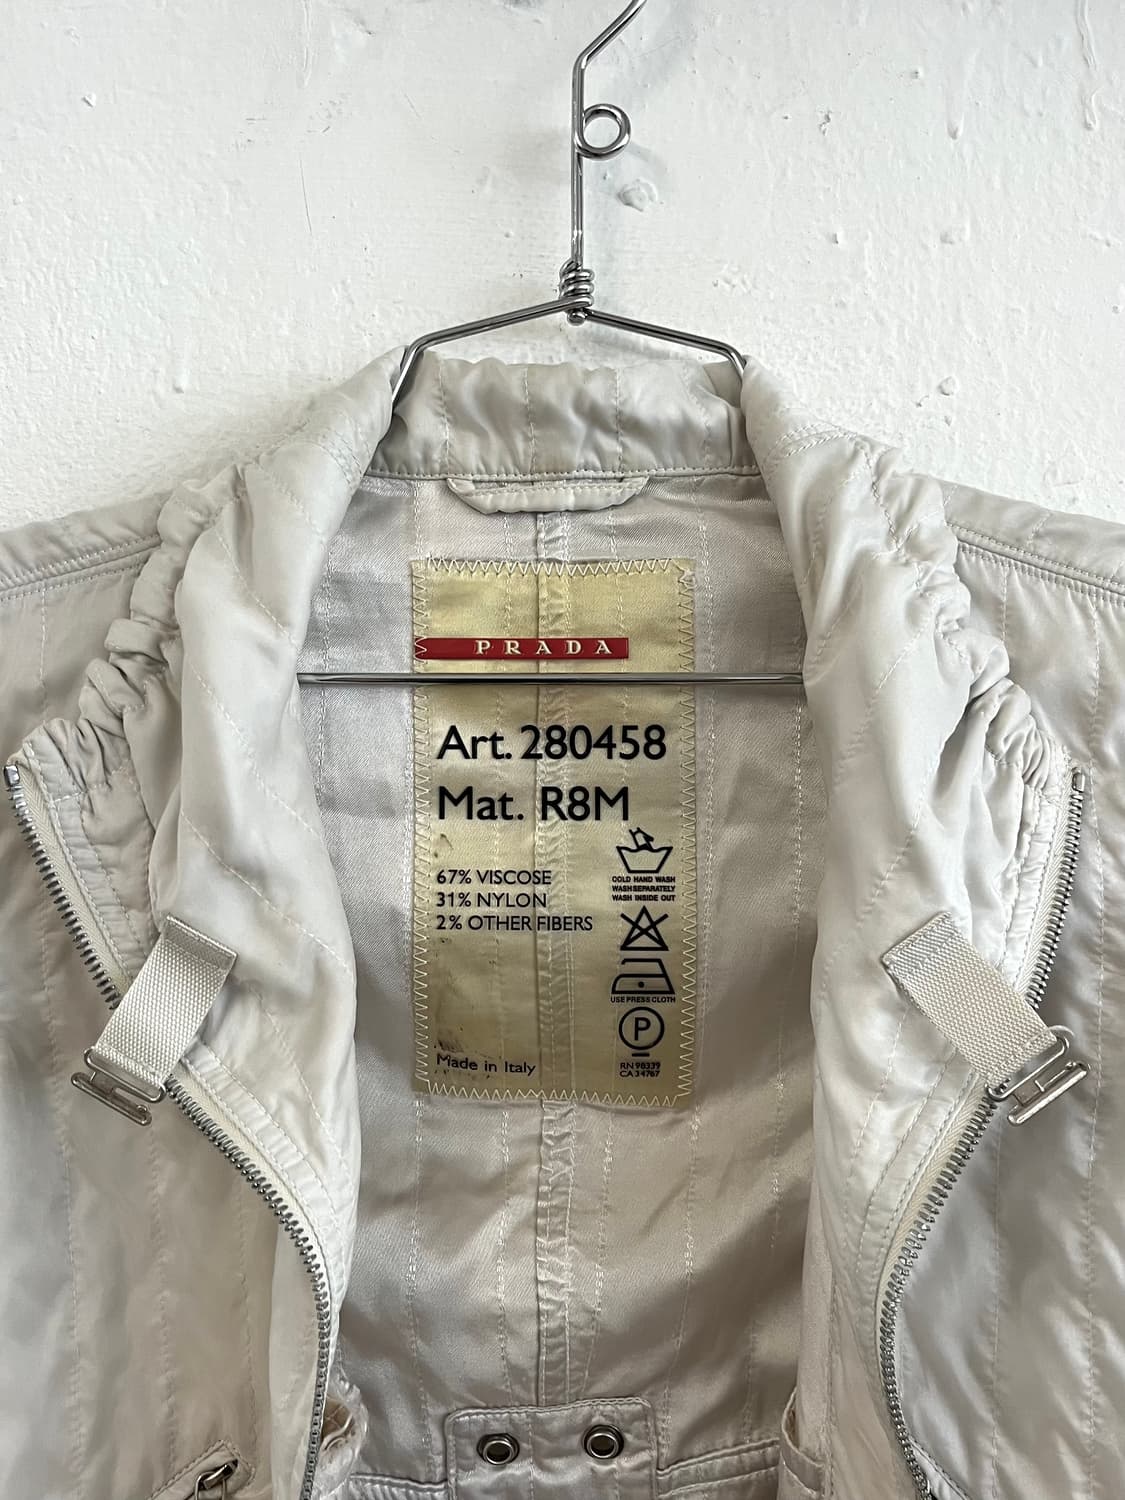 PRADA
Art. 280458
Mat. R8M
67% VISCOSE
31% NYLON
2% OTHER FIBERS
COLD HAND WASH
WASH SEPARATELY
WASH INSIDE OUT
USE PRESS CLOTH
P
Made in Italy
RN 98339
CA 34767